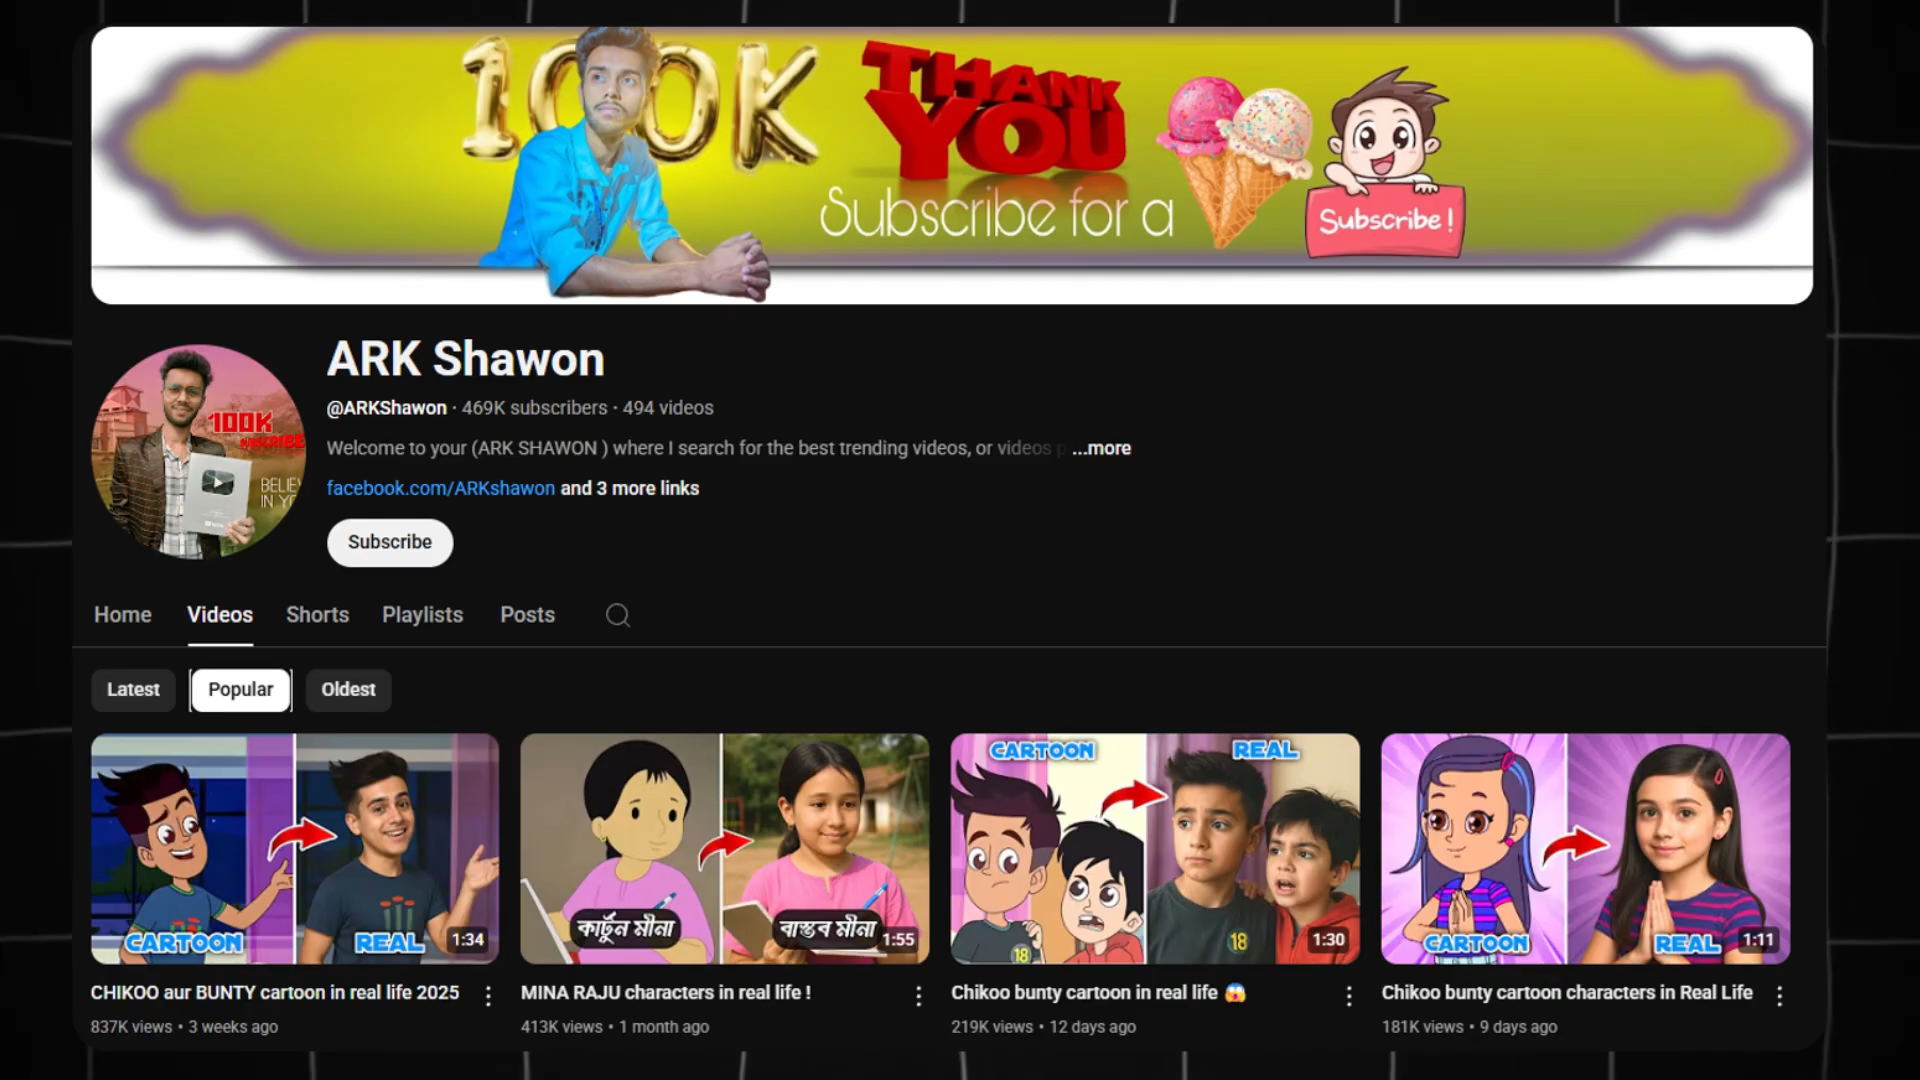 100K
THANK
YOU
Subscribe for a
Subscribe!
100K
SUBSCRIBE
BELIEV
IN YO
ARK Shawon
@ARKShawon · 469K subscribers · 494 videos
Welcome to your (ARK SHAWON ) where I search for the best trending videos, or videos p ...more
facebook.com/ARKshawon and 3 more links
Subscribe
Home Videos Shorts Playlists Posts
Latest Popular Oldest
CARTOON REAL 1:34
কার্টুন মীনা বাস্তব মীনা 1:55
CARTOON REAL
18 18 1:30
CARTOON REAL 1:11
CHIKOO aur BUNTY cartoon in real life 2025
837K views • 3 weeks ago
MINA RAJU characters in real life !
413K views • 1 month ago
Chikoo bunty cartoon in real life 😱
219K views • 12 days ago
Chikoo bunty cartoon characters in Real Life
181K views • 9 days ago